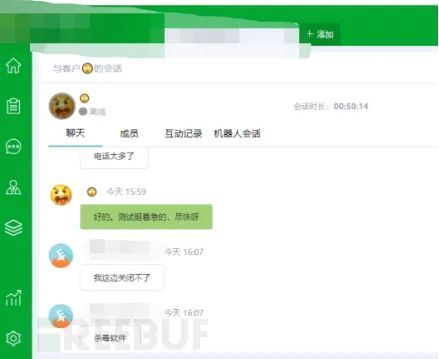 + 添加
与客户的会话
离线
会话时长: 00:50:14
聊天 成员 互动记录 机器人会话
电话太多了
今天 15:59
好的。测试挺着急的、尽快呀
今天 16:07
我这边关闭不了
今天 16:07
杀毒软件
REEBUF